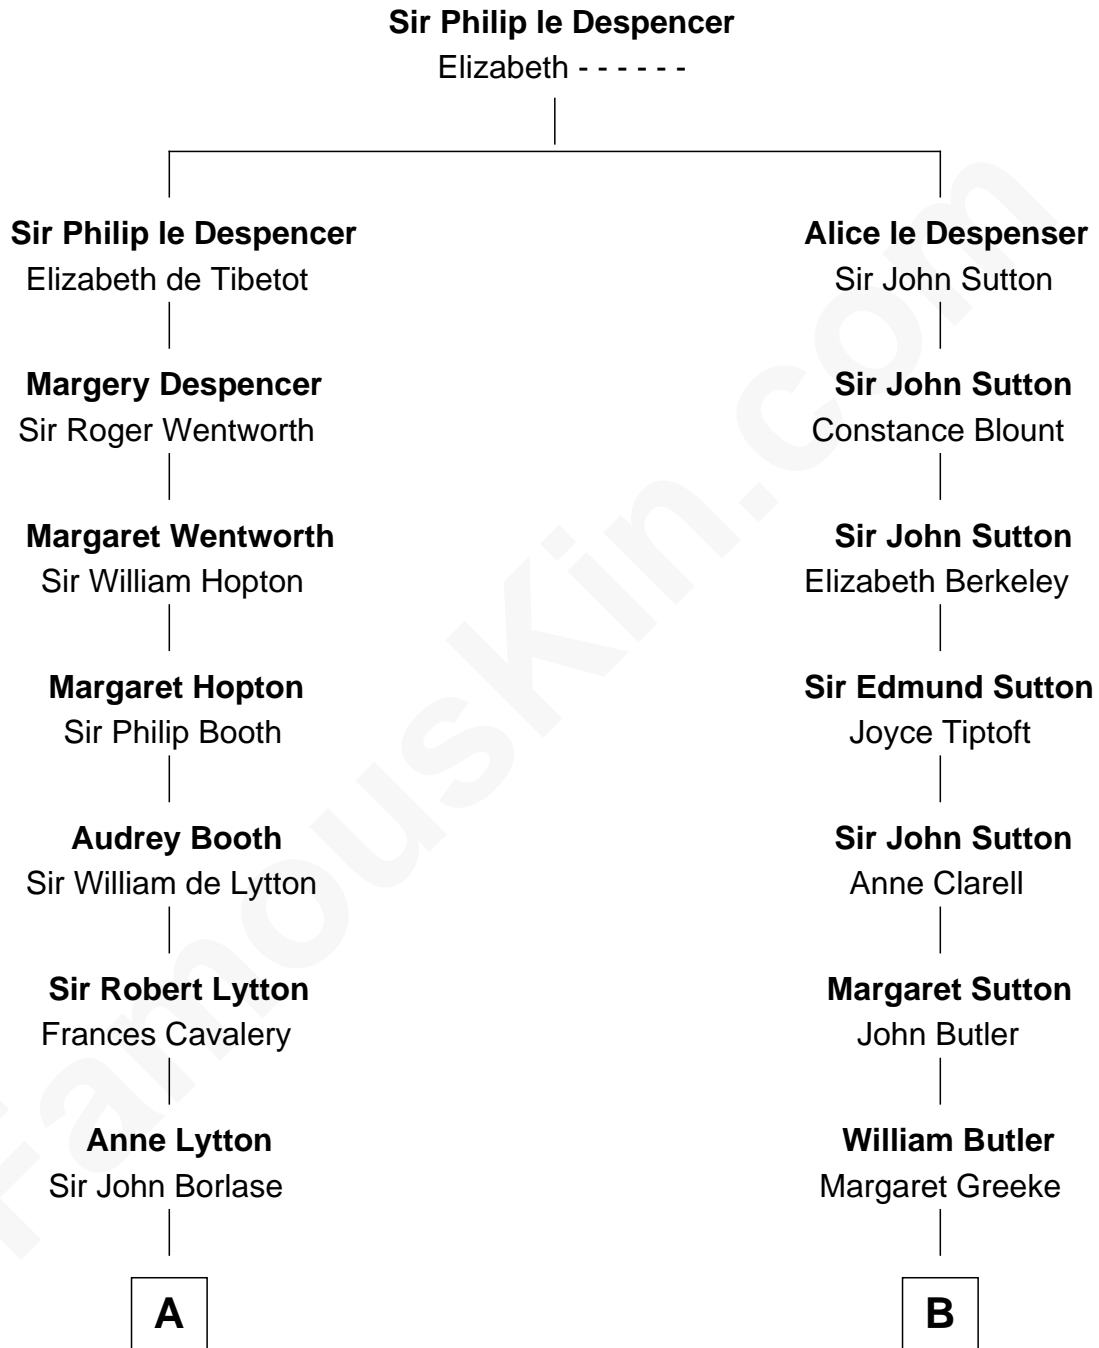 Sir Philip le Despencer
Elizabeth - - - - - -
Sir Philip le Despencer
Elizabeth de Tibetot
Margery Despencer
Sir Roger Wentworth
Margaret Wentworth
Sir William Hopton
Margaret Hopton
Sir Philip Booth
Audrey Booth
Sir William de Lytton
Sir Robert Lytton
Frances Cavalery
Anne Lytton
Sir John Borlase
A
Alice le Despenser
Sir John Sutton
Sir John Sutton
Constance Blount
Sir John Sutton
Elizabeth Berkeley
Sir Edmund Sutton
Joyce Tiptoft
Sir John Sutton
Anne Clarell
Margaret Sutton
John Butler
William Butler
Margaret Greeke
B
FamousKin.com